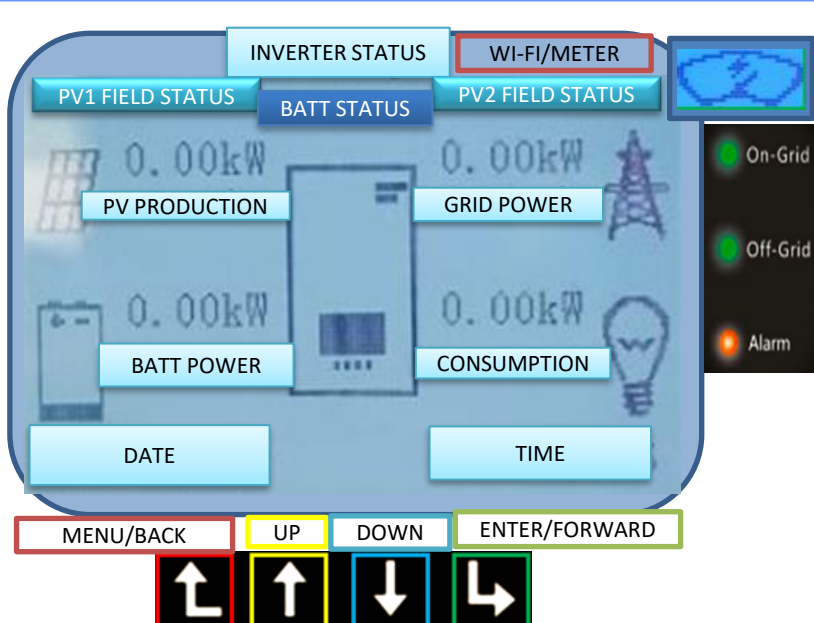 INVERTER STATUS
WI-FI/METER
PV1 FIELD STATUS
BATT STATUS
PV2 FIELD STATUS
On-Grid
0.00kW
0.00kW
PV PRODUCTION
GRID POWER
Off-Grid
0.00kW
0.00kW
Alarm
BATT POWER
CONSUMPTION
DATE
TIME
MENU/BACK
UP
DOWN
ENTER/FORWARD